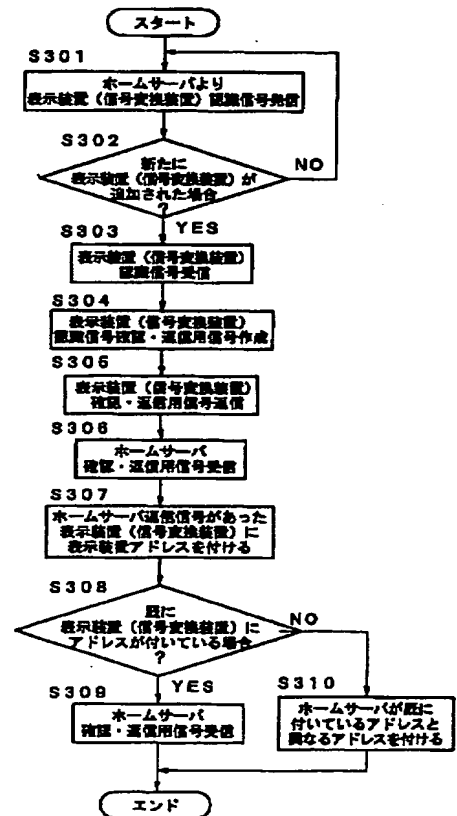 スタート
S301
ホームサーバより
表示装置(信号変換装置)認識信号発信
S302
新たに
表示装置(信号変換装置)が
追加された場合
?
NO
YES
S303
表示装置(信号変換装置)
認識信号受信
S304
表示装置(信号変換装置)
認識信号確認・返信用信号作成
S305
表示装置(信号変換装置)
確認・返信用信号返信
S306
ホームサーバ
確認・返信用信号受信
S307
ホームサーバ返信信号があった
表示装置(信号変換装置)に
表示装置アドレスを付ける
S308
既に
表示装置(信号変換装置)に
アドレスが付いている場合
?
NO
YES
S309
ホームサーバ
確認・返信用信号受信
S310
ホームサーバが既に
付いているアドレスと
異なるアドレスを付ける
エンド